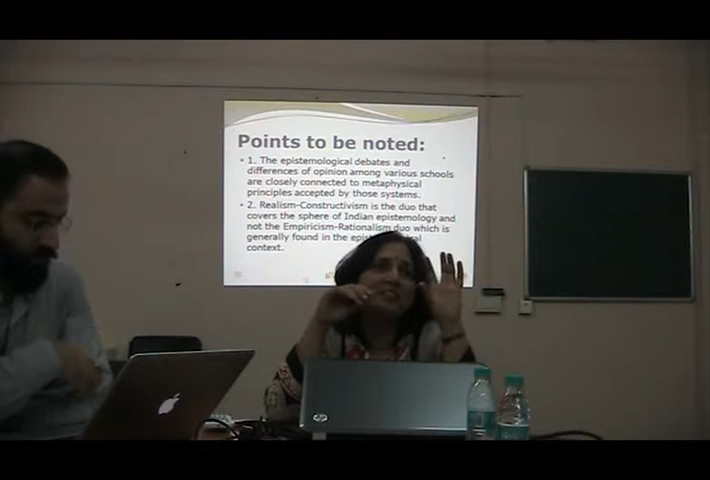 Points to be noted:
• 1. The epistemological debates and
differences of opinion among various schools
are closely connected to metaphysical
principles accepted by those systems.
• 2. Realism-Constructivism is the duo that
covers the sphere of Indian epistemology and
not the Empiricism-Rationalism duo which is
generally found in the
context.
hp